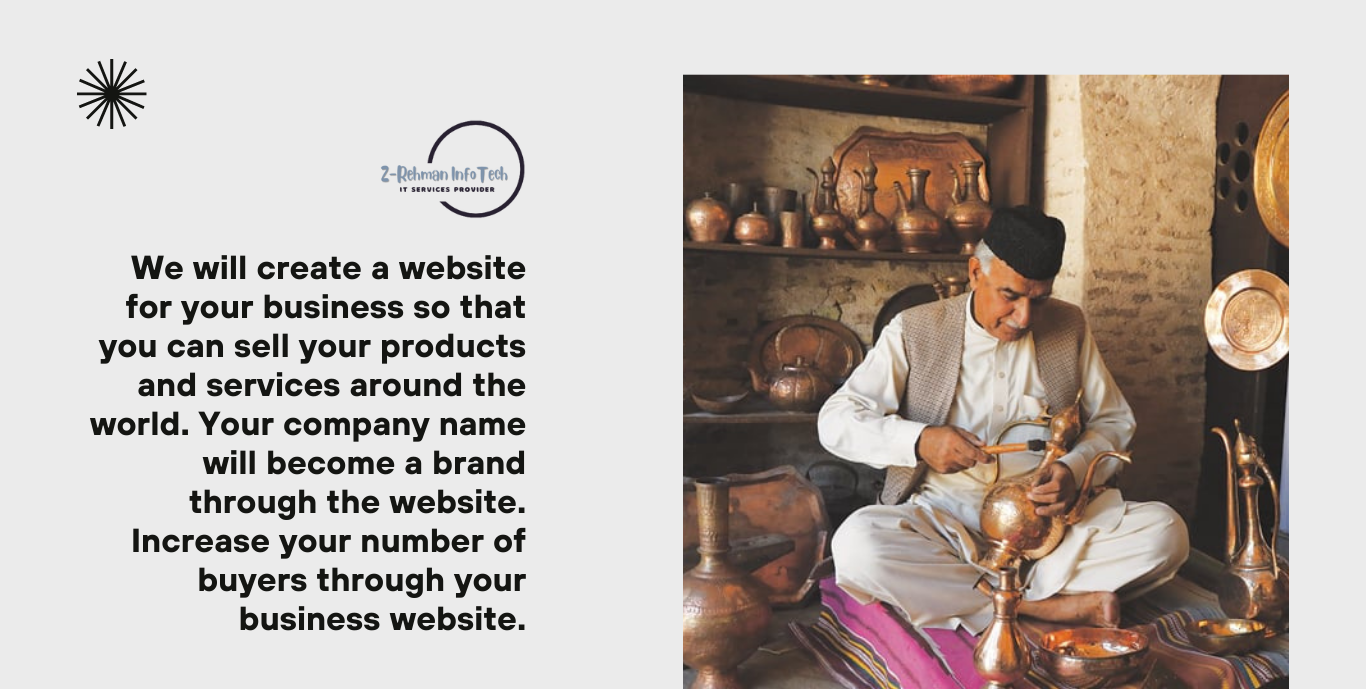 2-Rehman InfoTech
IT SERVICES PROVIDER
We will create a website
for your business so that
you can sell your products
and services around the
world. Your company name
will become a brand
through the website.
Increase your number of
buyers through your
business website.